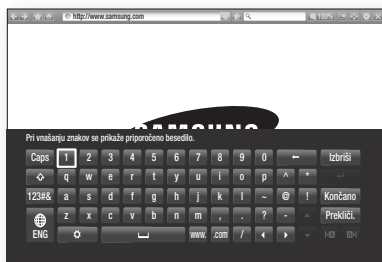 http://www.samsung.com 100%
SAMSUNG
Pri vnašanju znakov se prikaže priporočeno besedilo.
Caps 1 2 3 4 5 6 7 8 9 0 ← Izbriši
q w e r t y u i o p ^ *
123#& a s d f g h j k l ~ @ ! Končano
z x c v b n m , . ? - Prekliči.
ENG www. .com /